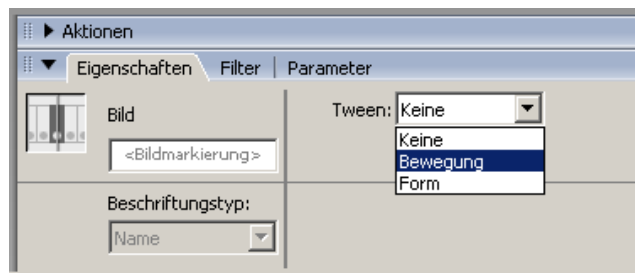 Aktionen
Eigenschaften Filter Parameter
Bild Tween: Keine
<Bildmarkierung>
Keine
Bewegung
Form
Beschriftungstyp:
Name